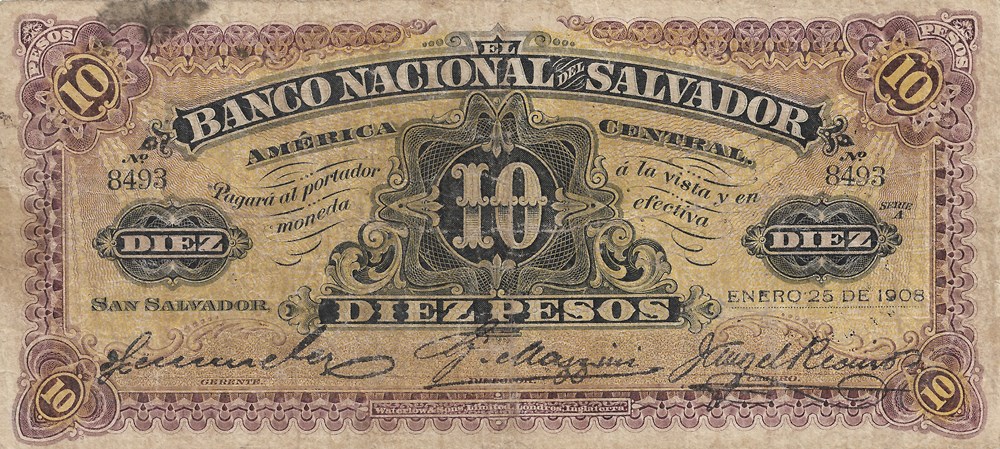 PESOS
PESOS
10
10
EL
BANCO NACIONAL DEL SALVADOR
AMÉRICA CENTRAL.
Nº
8493
Nº
8493
Pagará al portador
á la vista y en
moneda
efectiva
SERIE
A
10
DIEZ
DIEZ
SAN SALVADOR
ENERO 25 DE 1908
DIEZ PESOS
GERENTE.
10
10
Waterlow & Sons, Limited, Londres, Inglaterra.